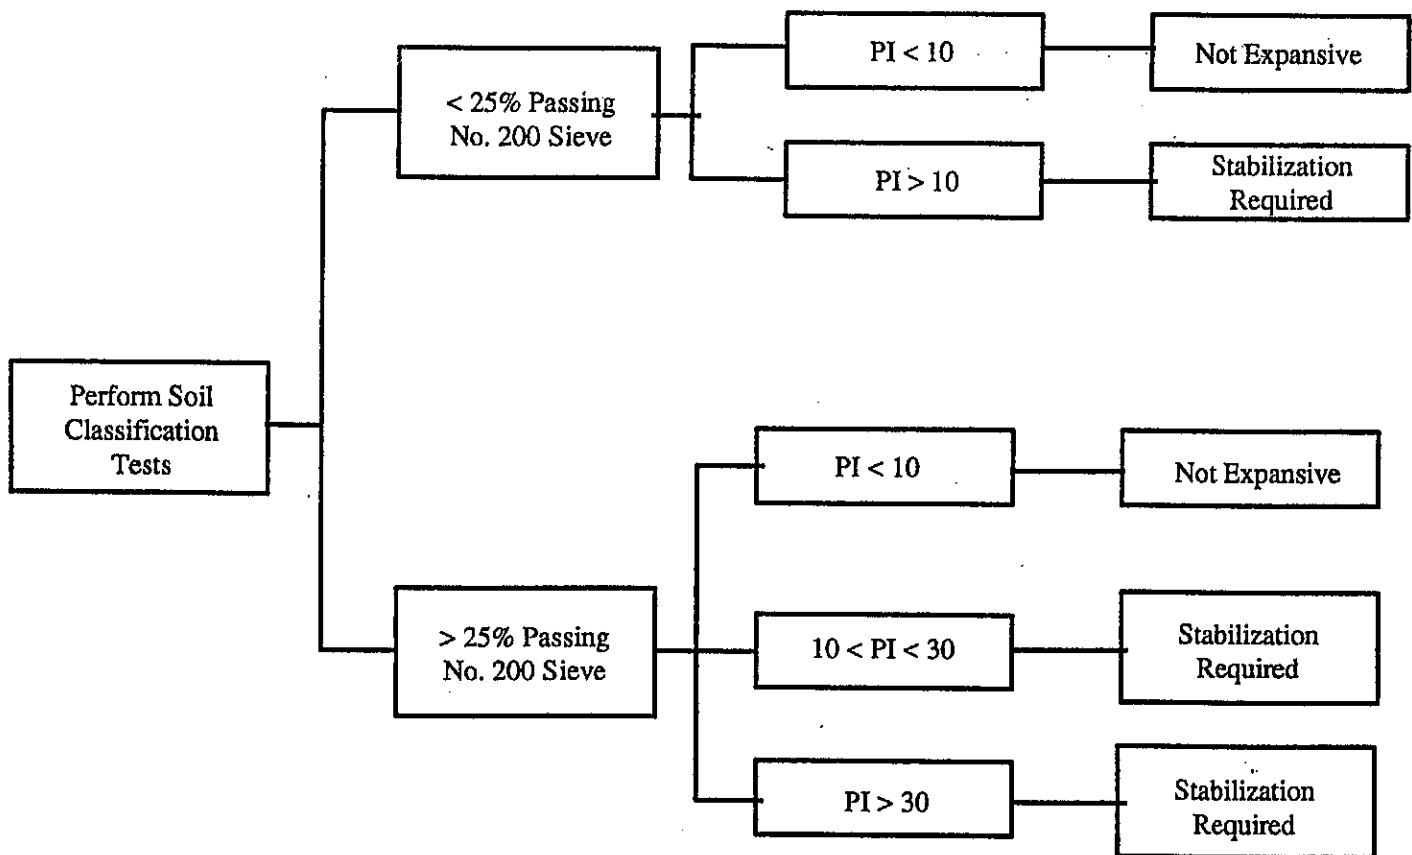 Perform Soil
Classification
Tests
< 25% Passing
No. 200 Sieve
PI < 10
Not Expansive
PI > 10
Stabilization
Required
> 25% Passing
No. 200 Sieve
PI < 10
Not Expansive
10 < PI < 30
Stabilization
Required
PI > 30
Stabilization
Required